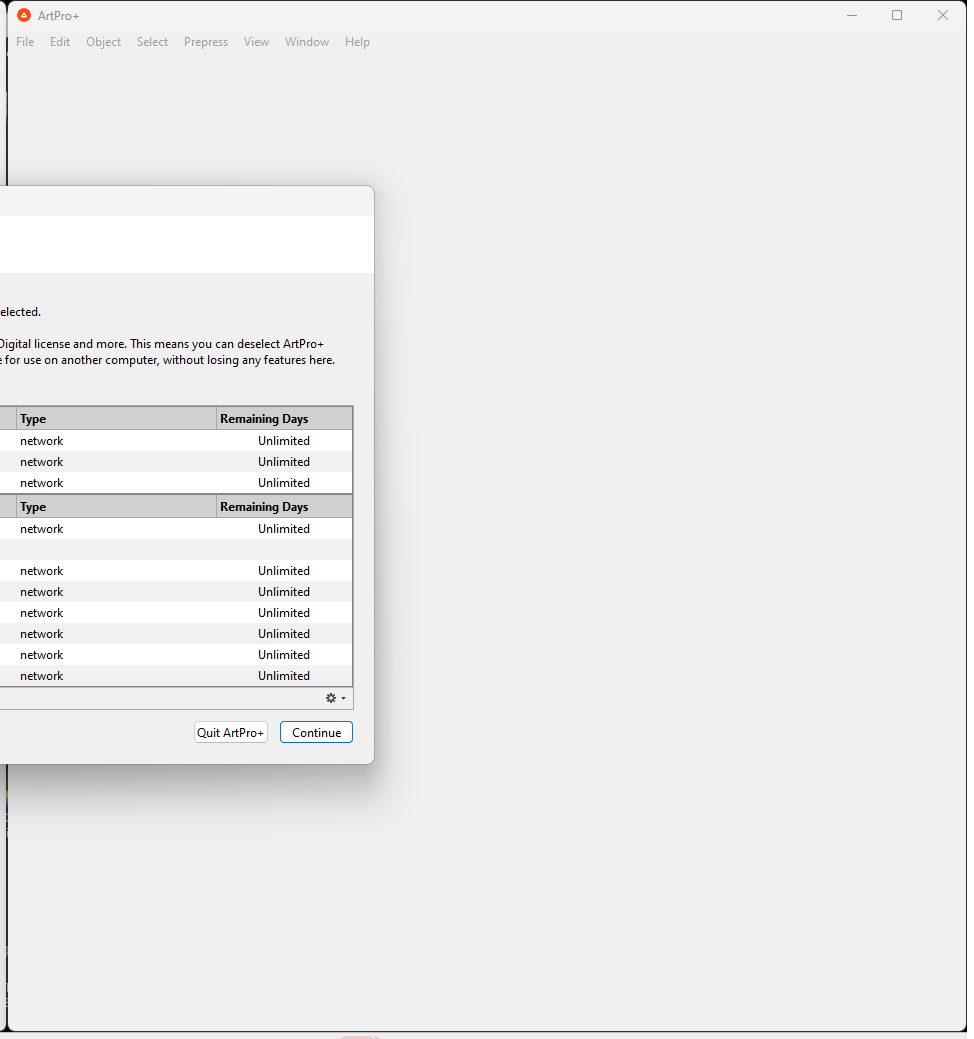 ArtPro+
File Edit Object Select Prepress View Window Help
elected.
Digital license and more. This means you can deselect ArtPro+
for use on another computer, without losing any features here.
Type Remaining Days
network Unlimited
network Unlimited
network Unlimited
Type Remaining Days
network Unlimited
network Unlimited
network Unlimited
network Unlimited
network Unlimited
network Unlimited
network Unlimited
Quit ArtPro+ Continue